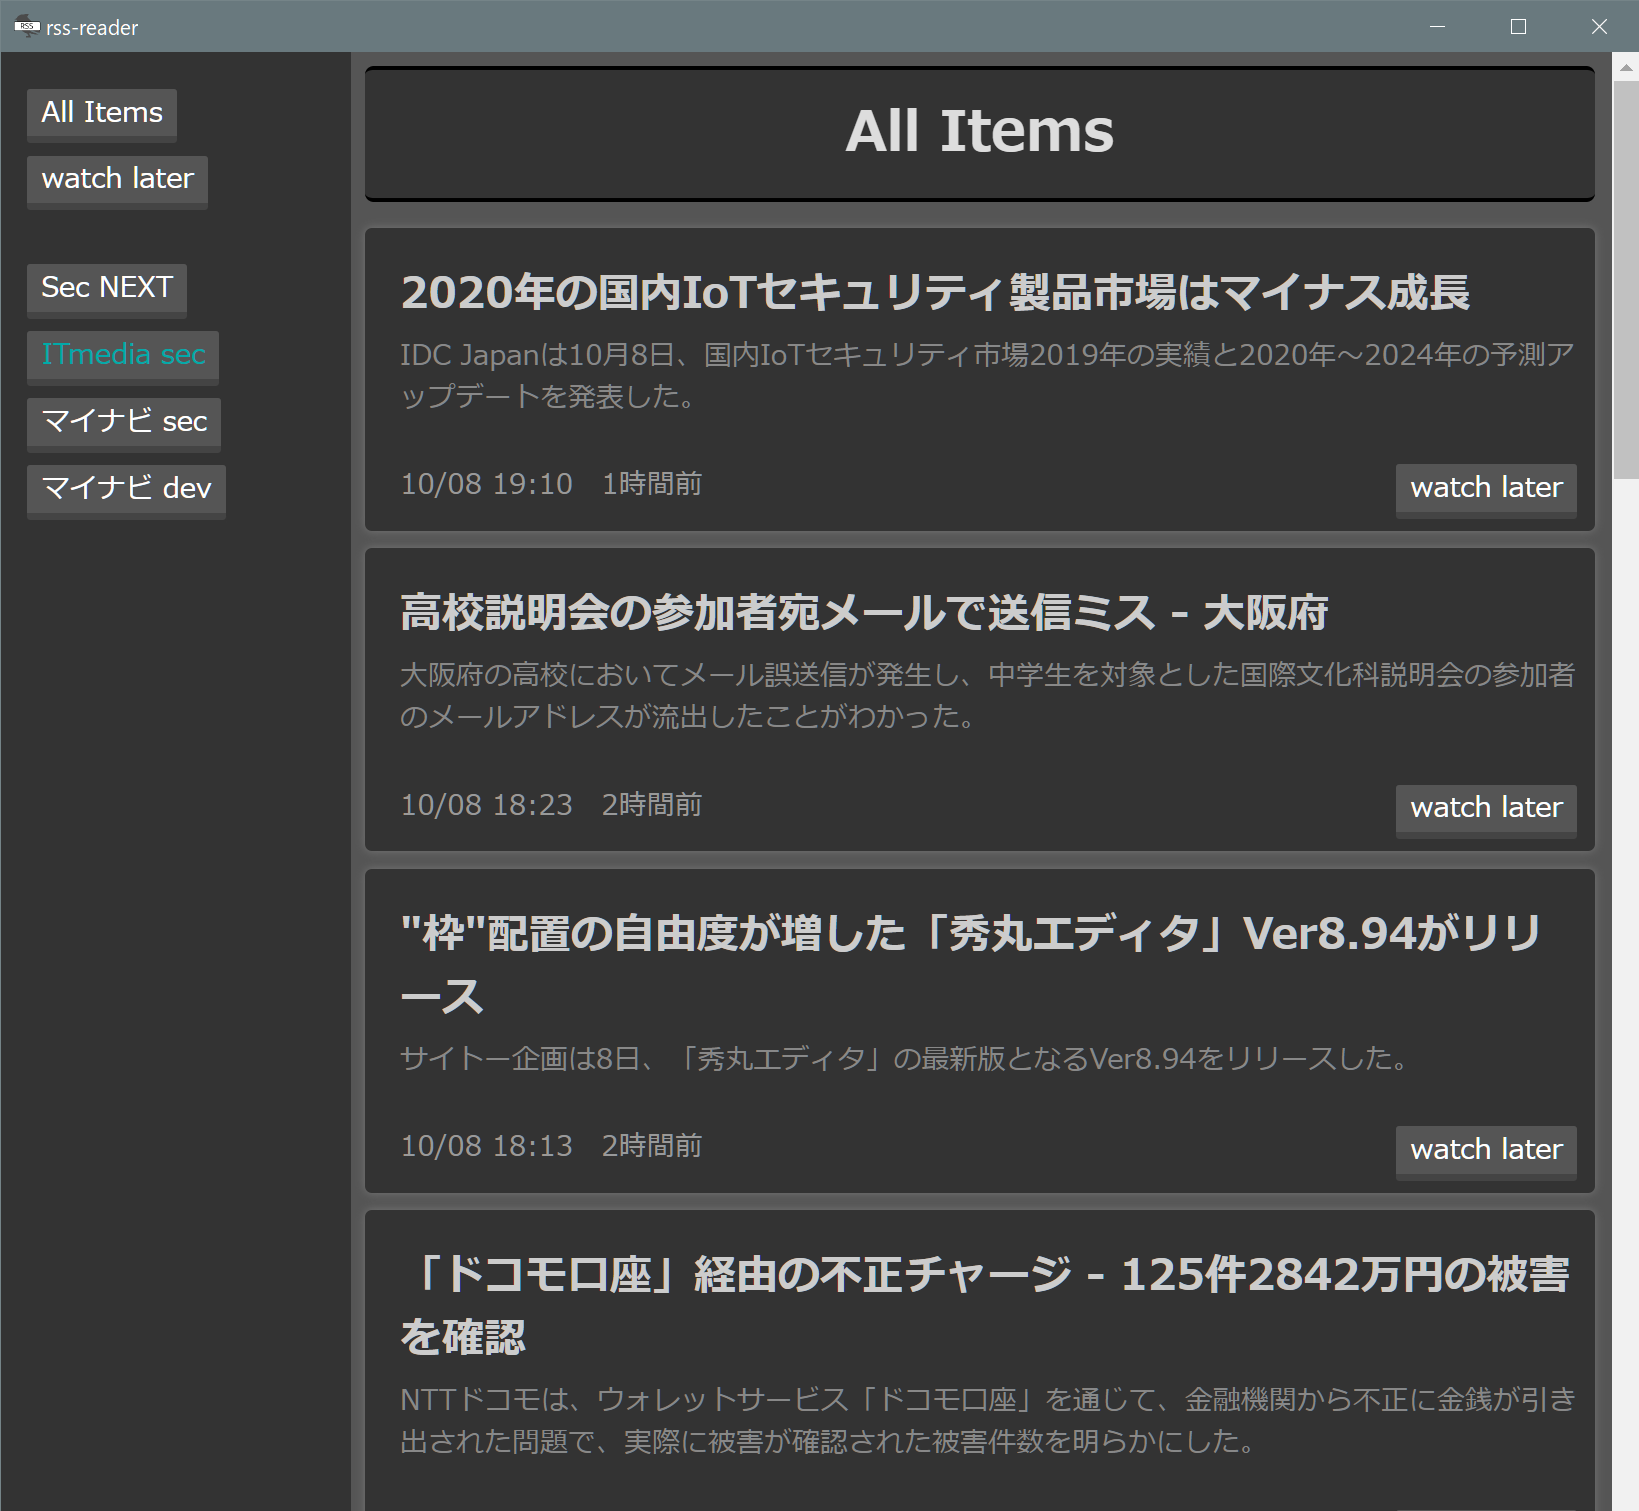 RSS
rss-reader
All Items
watch later
Sec NEXT
ITmedia sec
マイナビ sec
マイナビ dev
All Items
2020年の国内IoTセキュリティ製品市場はマイナス成長
IDC Japanは10月8日、国内IoTセキュリティ市場2019年の実績と2020年～2024年の予測ア
ップデートを発表した。
10/08 19:10 1時間前
watch later
高校説明会の参加者宛メールで送信ミス - 大阪府
大阪府の高校においてメール誤送信が発生し、中学生を対象とした国際文化科説明会の参加者
のメールアドレスが流出したことがわかった。
10/08 18:23 2時間前
watch later
"枠"配置の自由度が増した「秀丸エディタ」Ver8.94がリリ
ース
サイトー企画は8日、「秀丸エディタ」の最新版となるVer8.94をリリースした。
10/08 18:13 2時間前
watch later
「ドコモ口座」経由の不正チャージ - 125件2842万円の被害
を確認
NTTドコモは、ウォレットサービス「ドコモ口座」を通じて、金融機関から不正に金銭が引き
出された問題で、実際に被害が確認された被害件数を明らかにした。